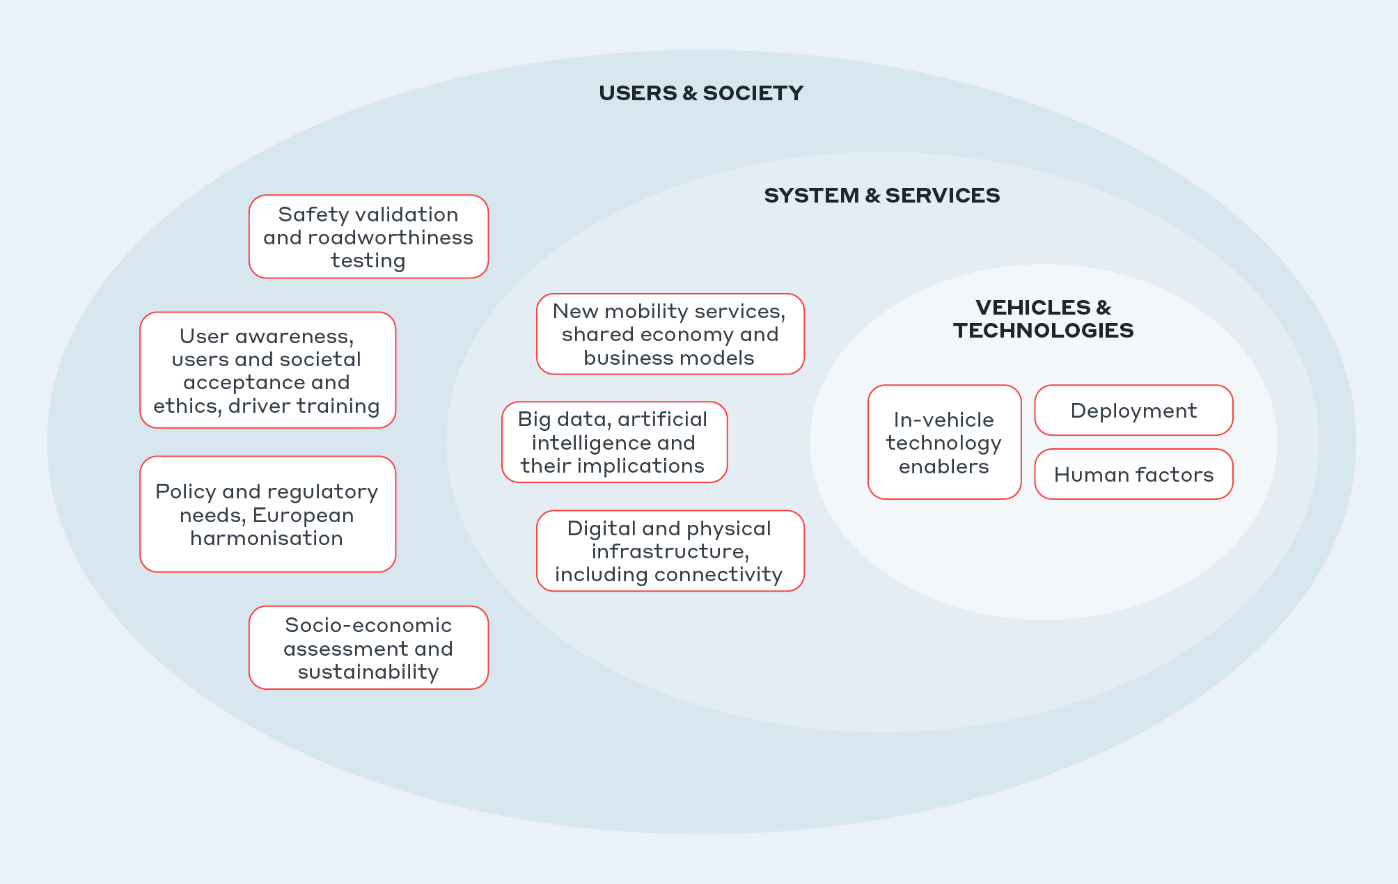 USERS & SOCIETY
SYSTEM & SERVICES
VEHICLES &
TECHNOLOGIES
Safety validation
and roadworthiness
testing
User awareness,
users and societal
acceptance and
ethics, driver training
Policy and regulatory
needs, European
harmonisation
Socio-economic
assessment and
sustainability
New mobility services,
shared economy and
business models
Big data, artificial
intelligence and
their implications
Digital and physical
infrastructure,
including connectivity
In-vehicle
technology
enablers
Deployment
Human factors